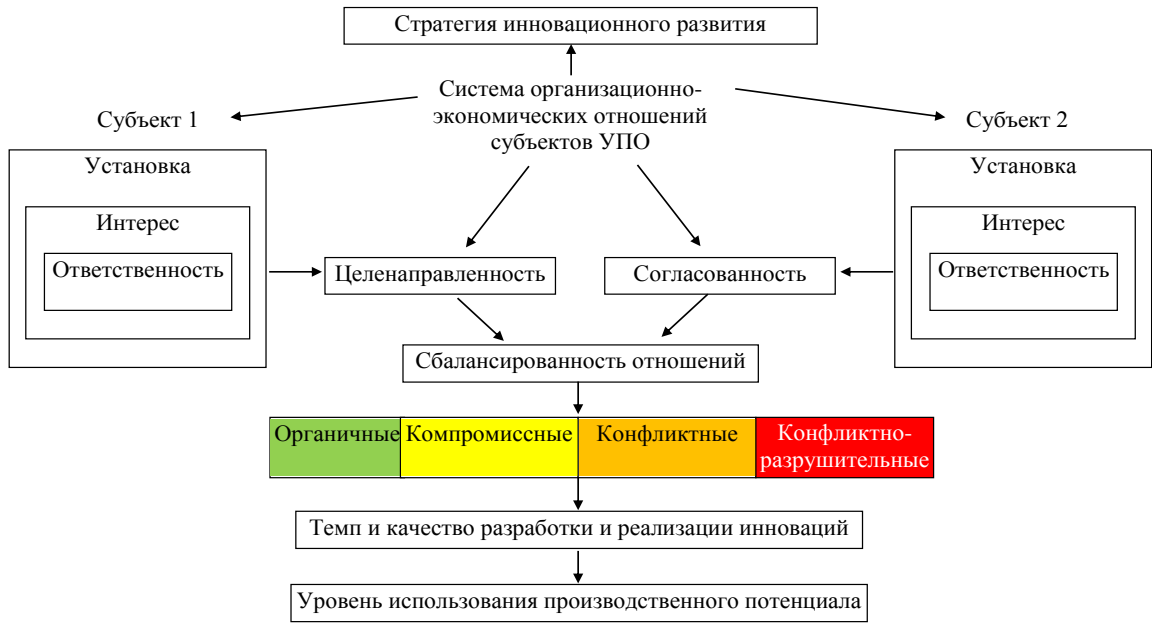 Стратегия инновационного развития
Система организационно-
экономических отношений
субъектов УПО
Субъект 1
Субъект 2
Установка
Интерес
Ответственность
Установка
Интерес
Ответственность
Целенаправленность
Согласованность
Сбалансированность отношений
Органичные
Компромиссные
Конфликтные
Конфликтно-
разрушительные
Темп и качество разработки и реализации инноваций
Уровень использования производственного потенциала